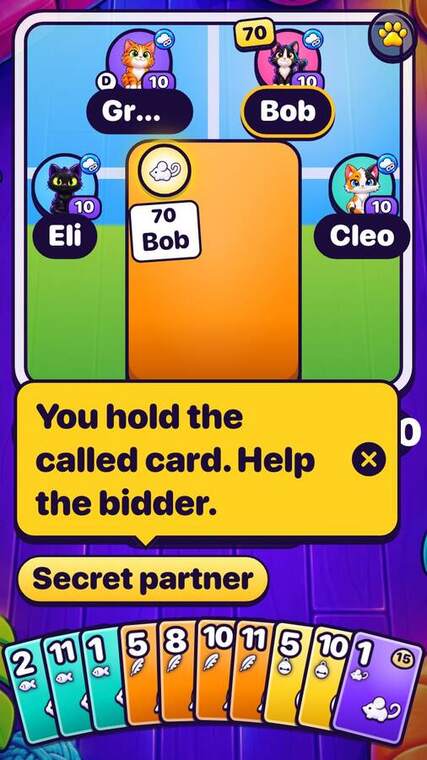 70
D
10
10
Gr...
Bob
10
10
Eli
Cleo
70
Bob
0
You hold the
called card. Help
the bidder.
Secret partner
2
11
1
5
8
10
11
5
10
1
15